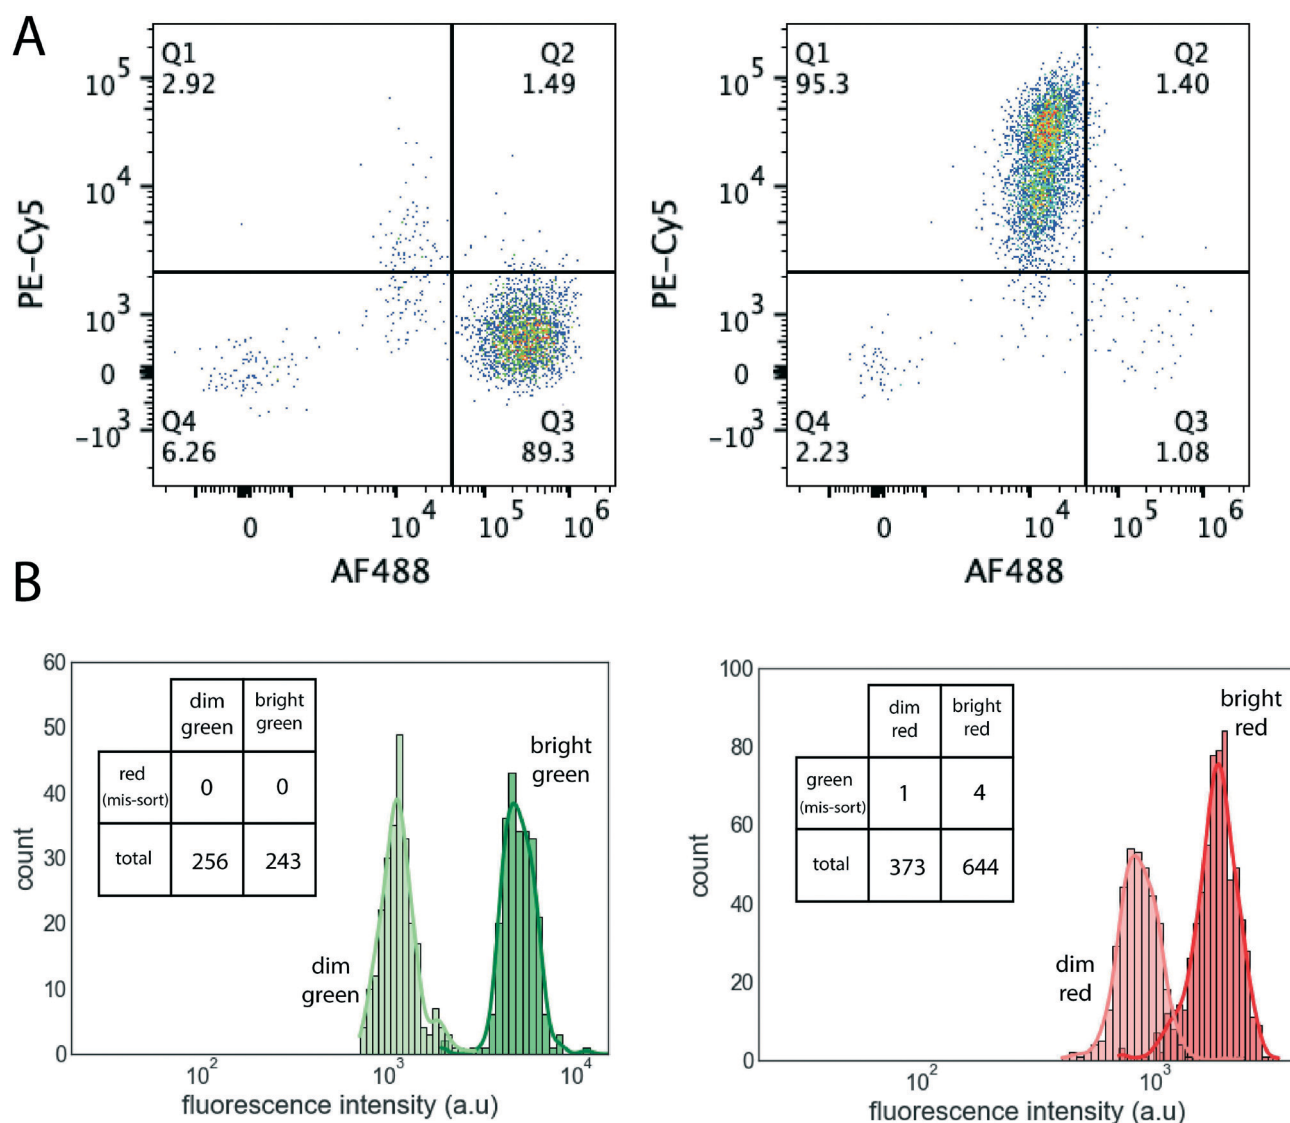 A
Q1
2.92
Q2
1.49
Q4
6.26
Q3
89.3
10^5
10^4
10^3
0
-10^3
PE-Cy5
0
10^4
10^5
10^6
AF488
Q1
95.3
Q2
1.40
Q4
2.23
Q3
1.08
10^5
10^4
10^3
0
-10^3
PE-Cy5
0
10^4
10^5
10^6
AF488
B
60
50
40
30
20
10
0
count
dim
green
bright
green
red
(mis-sort)
0
0
total
256
243
bright
green
dim
green
10^2
10^3
10^4
fluorescence intensity (a.u)
100
80
60
40
20
0
count
dim
red
bright
red
green
(mis-sort)
1
4
total
373
644
bright
red
dim
red
10^2
10^3
fluorescence intensity (a.u)